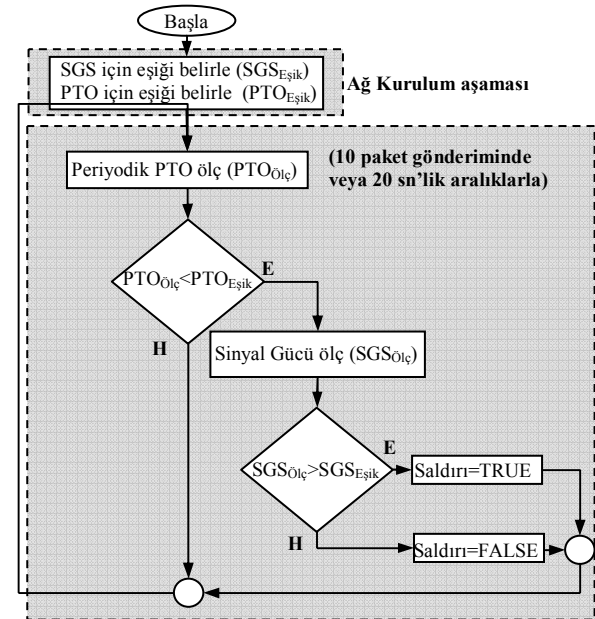 Başla
SGS için eşiği belirle (SGSEşik)
PTO için eşiği belirle (PTOEşik)
Ağ Kurulum aşaması
Periyodik PTO ölç (PTOÖlç)
(10 paket gönderiminde
veya 20 sn’lik aralıklarla)
PTOÖlç<PTOEşik
E
H
Sinyal Gücü ölç (SGSÖlç)
SGSÖlç>SGSEşik
E
Saldırı=TRUE
H
Saldırı=FALSE